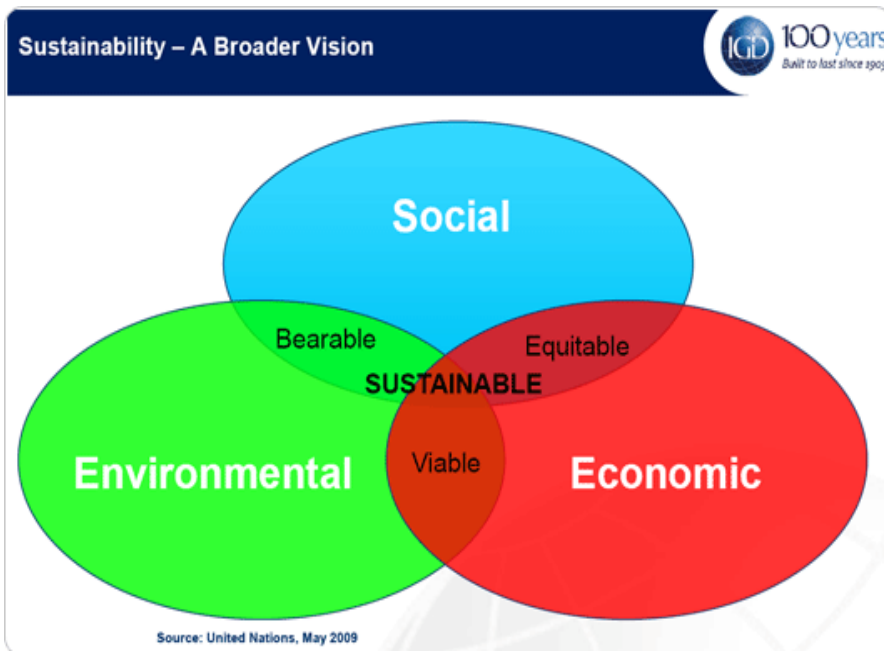 Sustainability – A Broader Vision
IGD
100 years
Built to last since 1909
Social
Bearable
Equitable
SUSTAINABLE
Environmental
Viable
Economic
Source: United Nations, May 2009